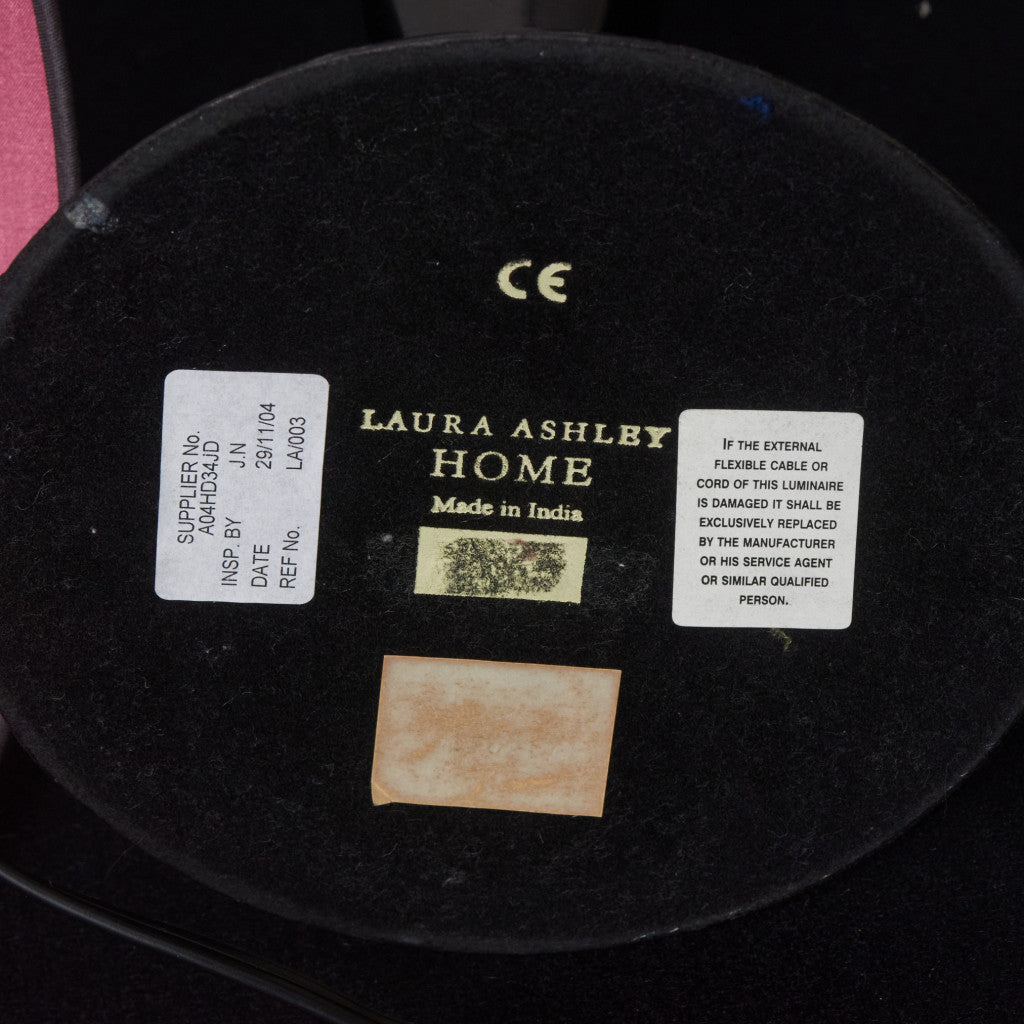 CE
LAURA ASHLEY
HOME
Made in India
SUPPLIER No.
A04HD34JD
INSP. BY J.N
DATE 29/11/04
REF No. LA/003
IF THE EXTERNAL
FLEXIBLE CABLE OR
CORD OF THIS LUMINAIRE
IS DAMAGED IT SHALL BE
EXCLUSIVELY REPLACED
BY THE MANUFACTURER
OR HIS SERVICE AGENT
OR SIMILAR QUALIFIED
PERSON.